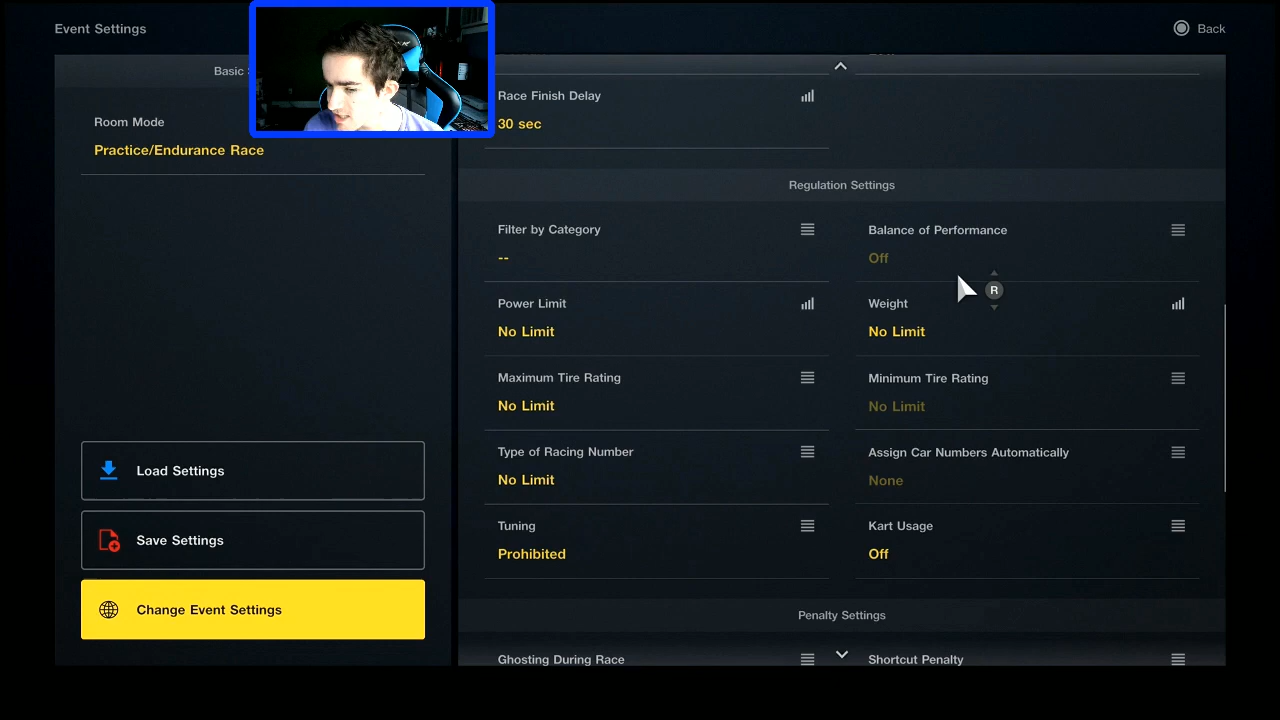 Event Settings
Back
Basic
Room Mode
Practice/Endurance Race
Load Settings
Save Settings
Change Event Settings
Race Finish Delay
30 sec
Regulation Settings
Filter by Category
--
Balance of Performance
Off
R
Power Limit
No Limit
Weight
No Limit
Maximum Tire Rating
No Limit
Minimum Tire Rating
No Limit
Type of Racing Number
No Limit
Assign Car Numbers Automatically
None
Tuning
Prohibited
Kart Usage
Off
Penalty Settings
Ghosting During Race
Shortcut Penalty